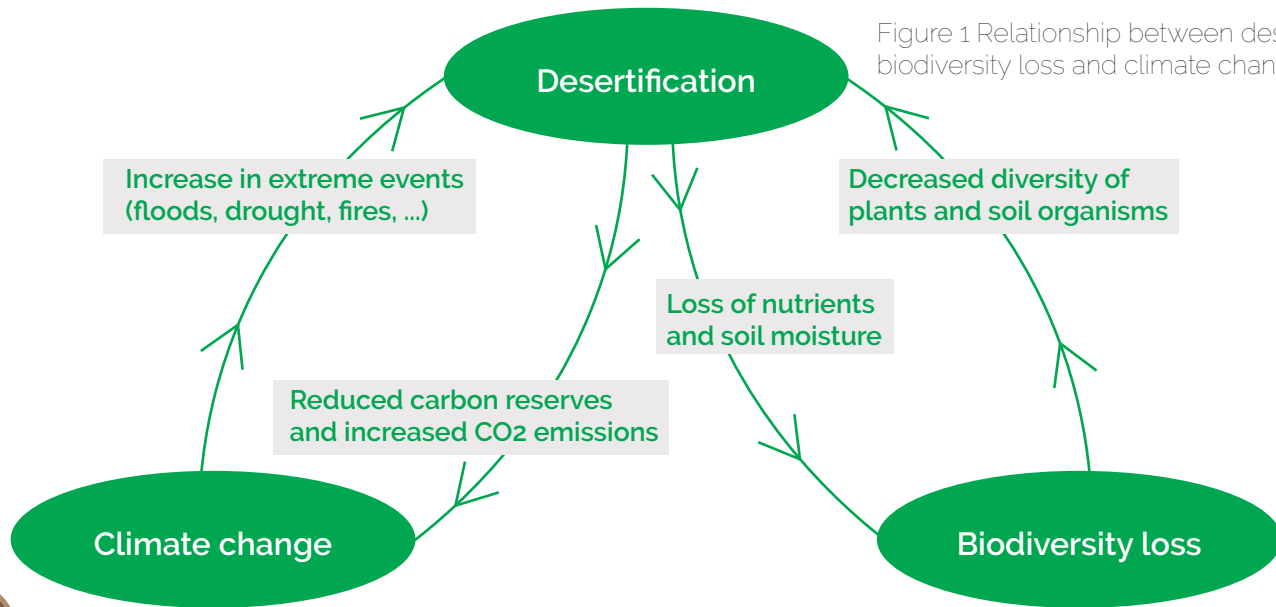 Figure 1 Relationship between
biodiversity loss and climate
Desertification
Increase in extreme events
(floods, drought, fires, ...)
Decreased diversity of
plants and soil organisms
Loss of nutrients
and soil moisture
Reduced carbon reserves
and increased CO2 emissions
Climate change
Biodiversity loss